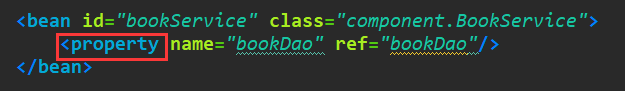 <bean id="bookService" class="component.BookService">
<property name="bookDao" ref="bookDao"/>
</bean>